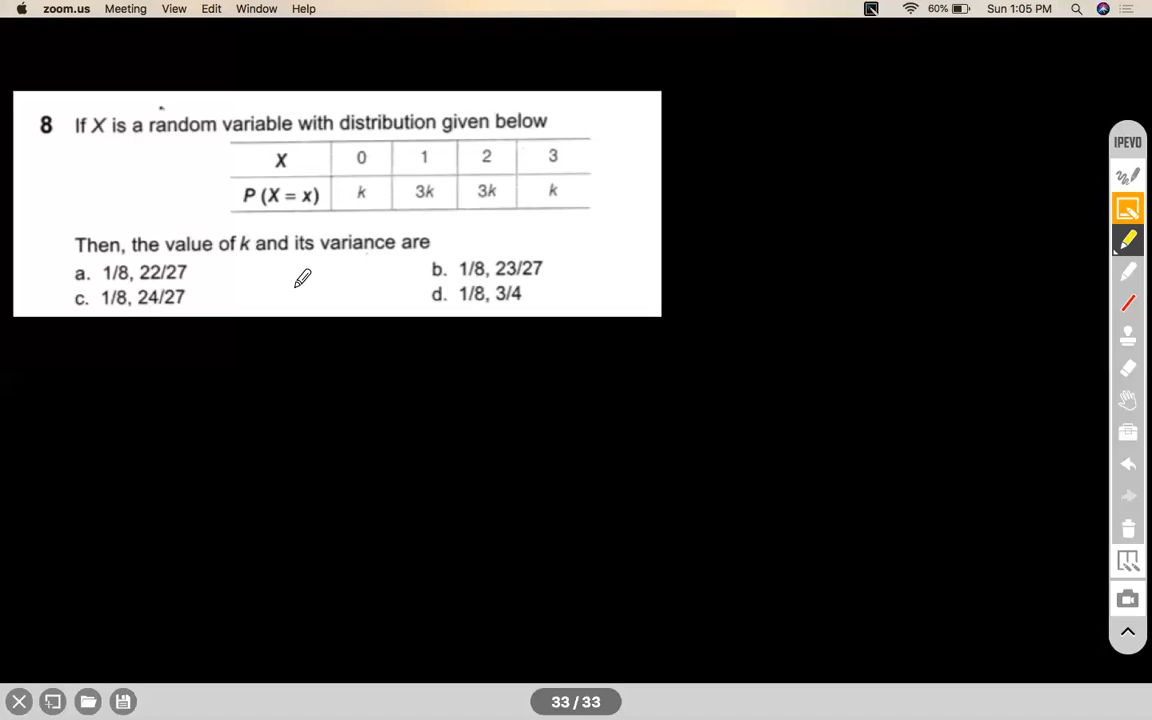 zoom.us Meeting View Edit Window Help 60% Sun 1:05 PM
8 If X is a random variable with distribution given below
X 0 1 2 3
P (X = x) k 3k 3k k
Then, the value of k and its variance are
a. 1/8, 22/27 b. 1/8, 23/27
c. 1/8, 24/27 d. 1/8, 3/4
IPEVO
33 / 33